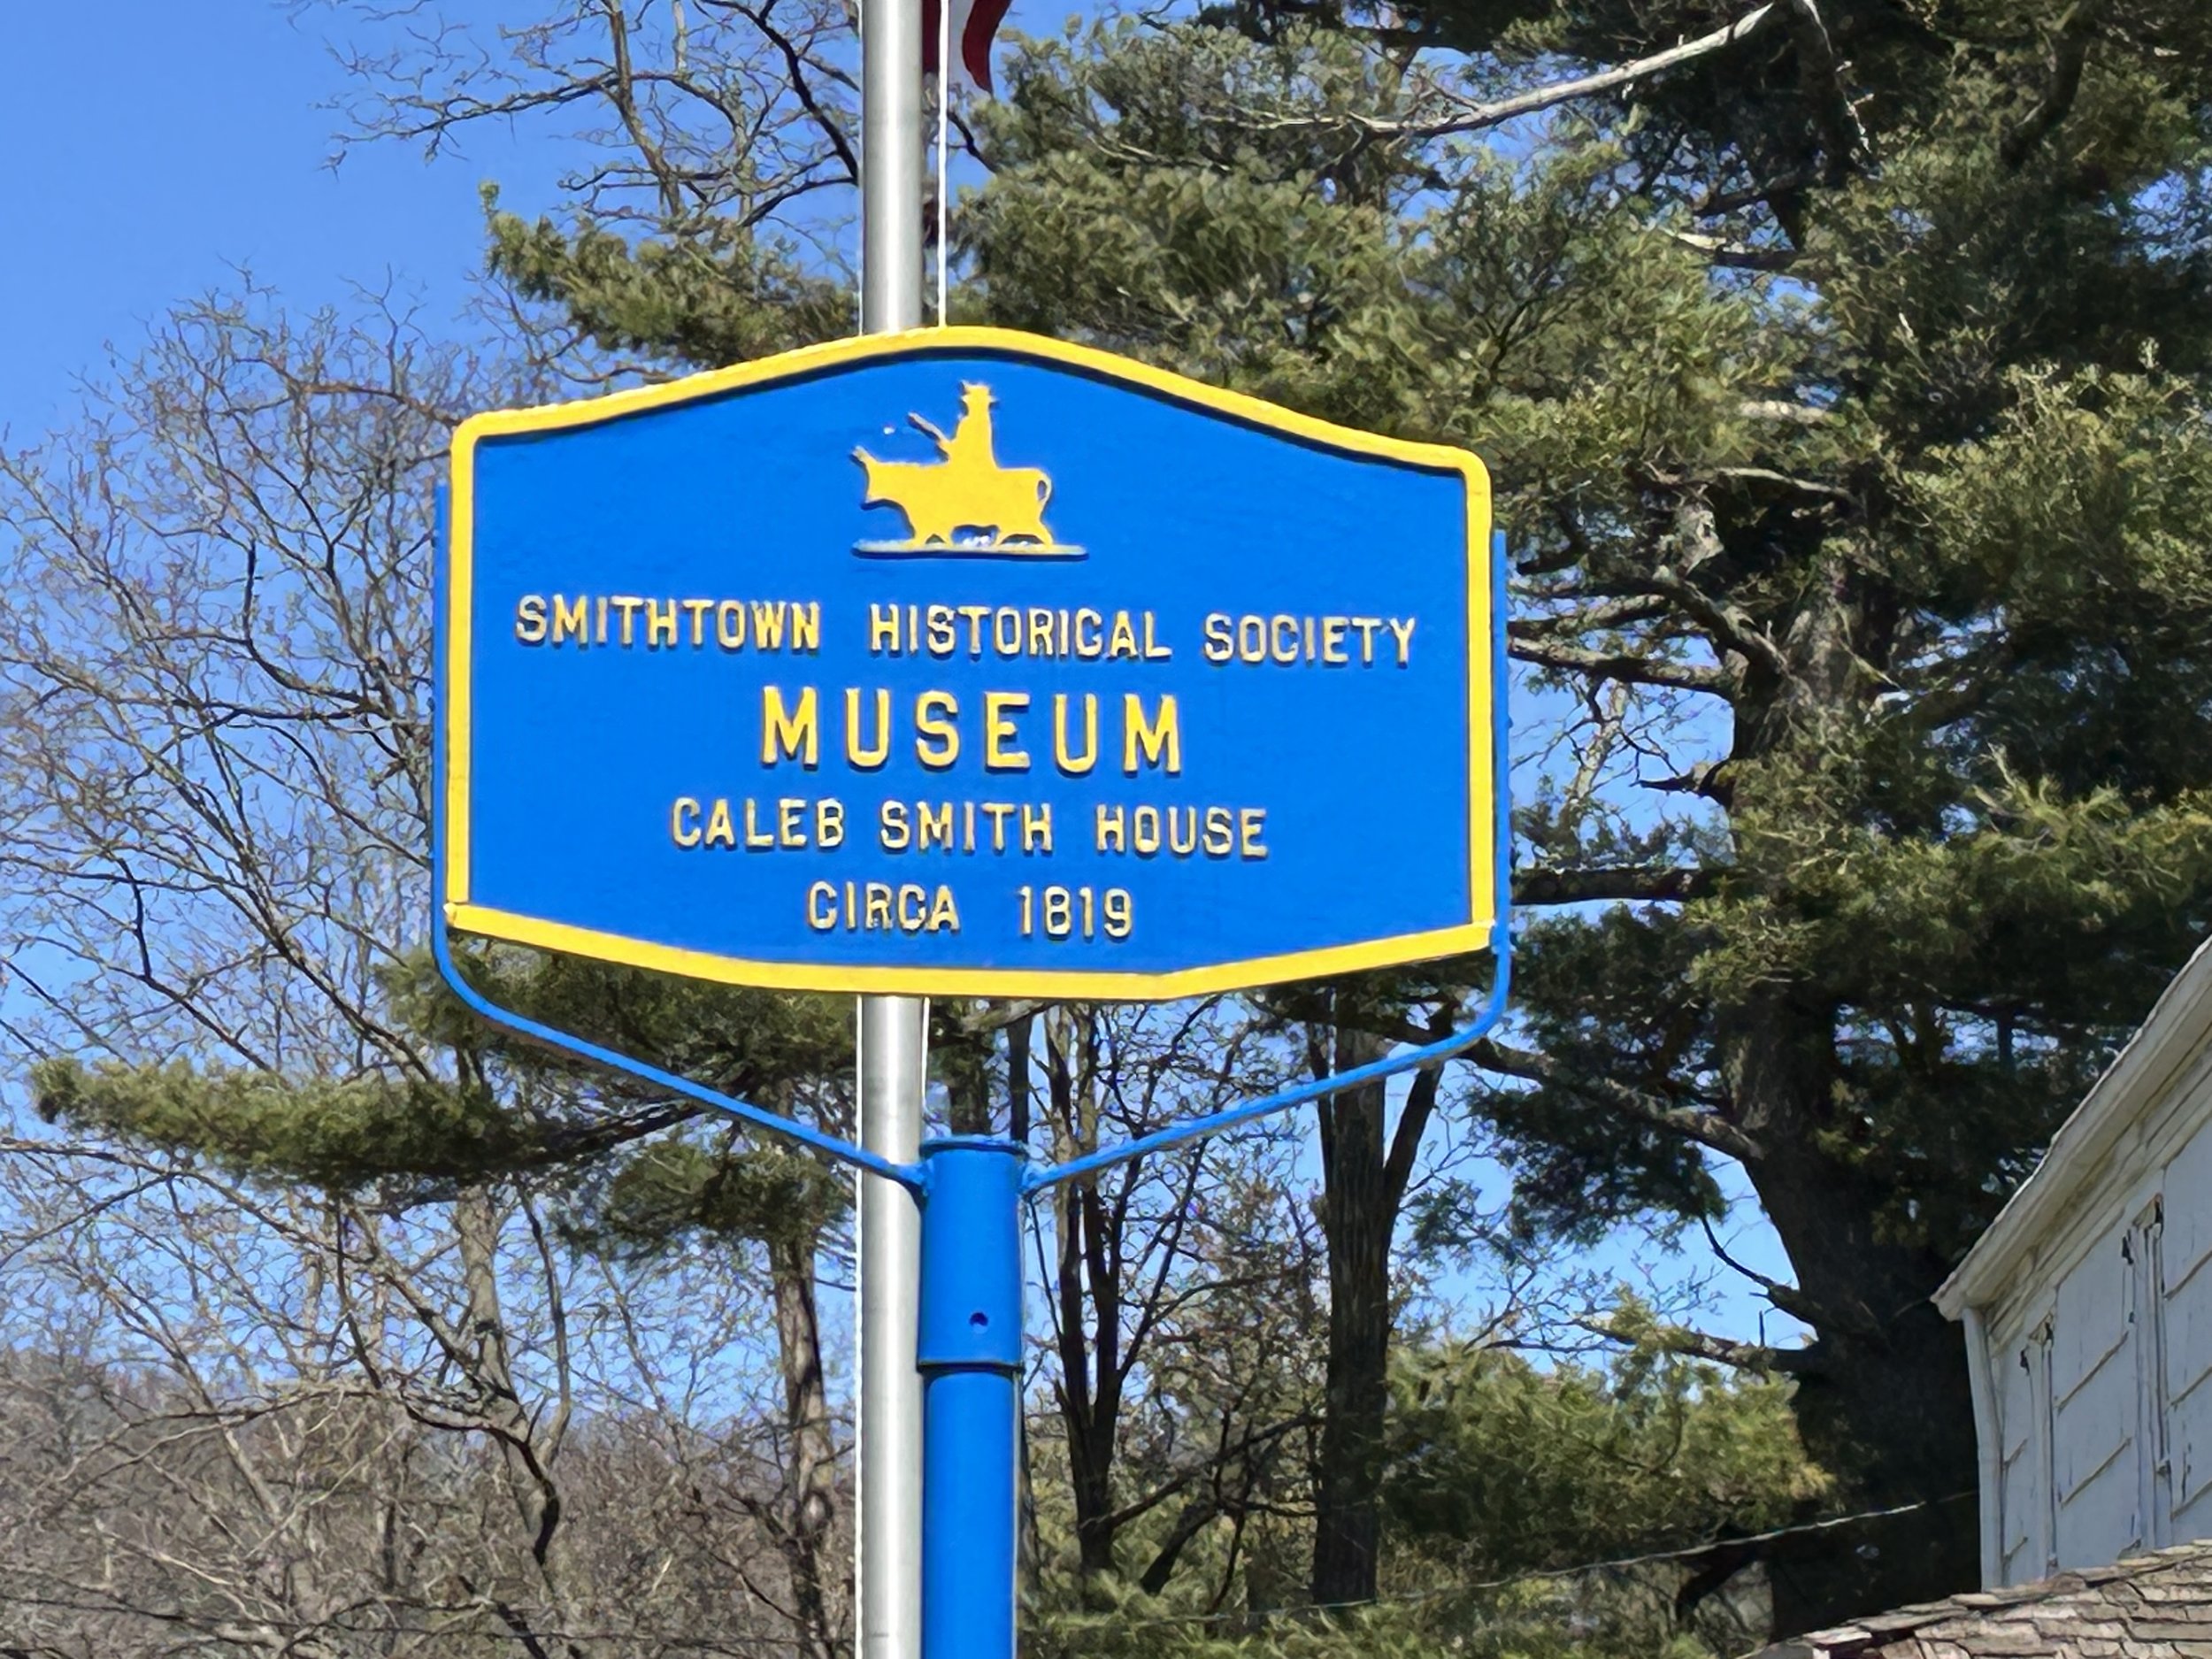 SMITHTOWN HISTORICAL SOCIETY
MUSEUM
CALEB SMITH HOUSE
CIRCA 1819